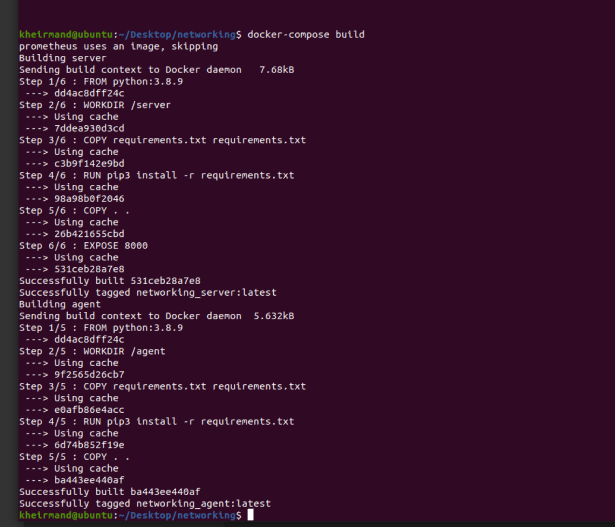 kheirmand@ubuntu:~/Desktop/networking$ docker-compose build
prometheus uses an image, skipping
Building server
Sending build context to Docker daemon   7.68kB
Step 1/6 : FROM python:3.8.9
 ---> dd4ac8dff24c
Step 2/6 : WORKDIR /server
 ---> Using cache
 ---> 7ddea930d3cd
Step 3/6 : COPY requirements.txt requirements.txt
 ---> Using cache
 ---> c3b9f142e9bd
Step 4/6 : RUN pip3 install -r requirements.txt
 ---> Using cache
 ---> 98a98b0f2046
Step 5/6 : COPY . .
 ---> Using cache
 ---> 26b421655cbd
Step 6/6 : EXPOSE 8000
 ---> Using cache
 ---> 531ceb28a7e8
Successfully built 531ceb28a7e8
Successfully tagged networking_server:latest
Building agent
Sending build context to Docker daemon  5.632kB
Step 1/5 : FROM python:3.8.9
 ---> dd4ac8dff24c
Step 2/5 : WORKDIR /agent
 ---> Using cache
 ---> 9f2565d26cb7
Step 3/5 : COPY requirements.txt requirements.txt
 ---> Using cache
 ---> e0afb86e4acc
Step 4/5 : RUN pip3 install -r requirements.txt
 ---> Using cache
 ---> 6d74b852f19e
Step 5/5 : COPY . .
 ---> Using cache
 ---> ba443ee440af
Successfully built ba443ee440af
Successfully tagged networking_agent:latest
kheirmand@ubuntu:~/Desktop/networking$